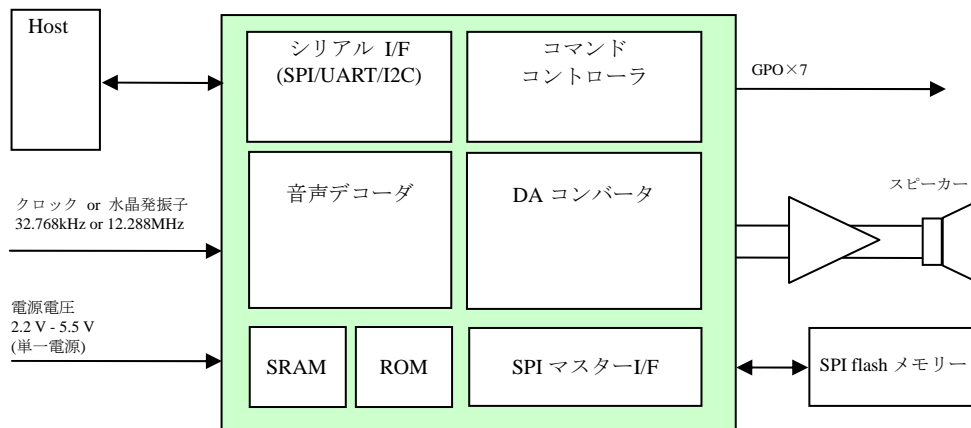 Host
シリアル I/F
(SPI/UART/I2C)
コマンド
コントローラ
GPO×7
音声デコーダ
DA コンバータ
スピーカー
クロック or 水晶発振子
32.768kHz or 12.288MHz
電源電圧
2.2 V - 5.5 V
(単一電源)
SRAM
ROM
SPI マスターI/F
SPI flash メモリー